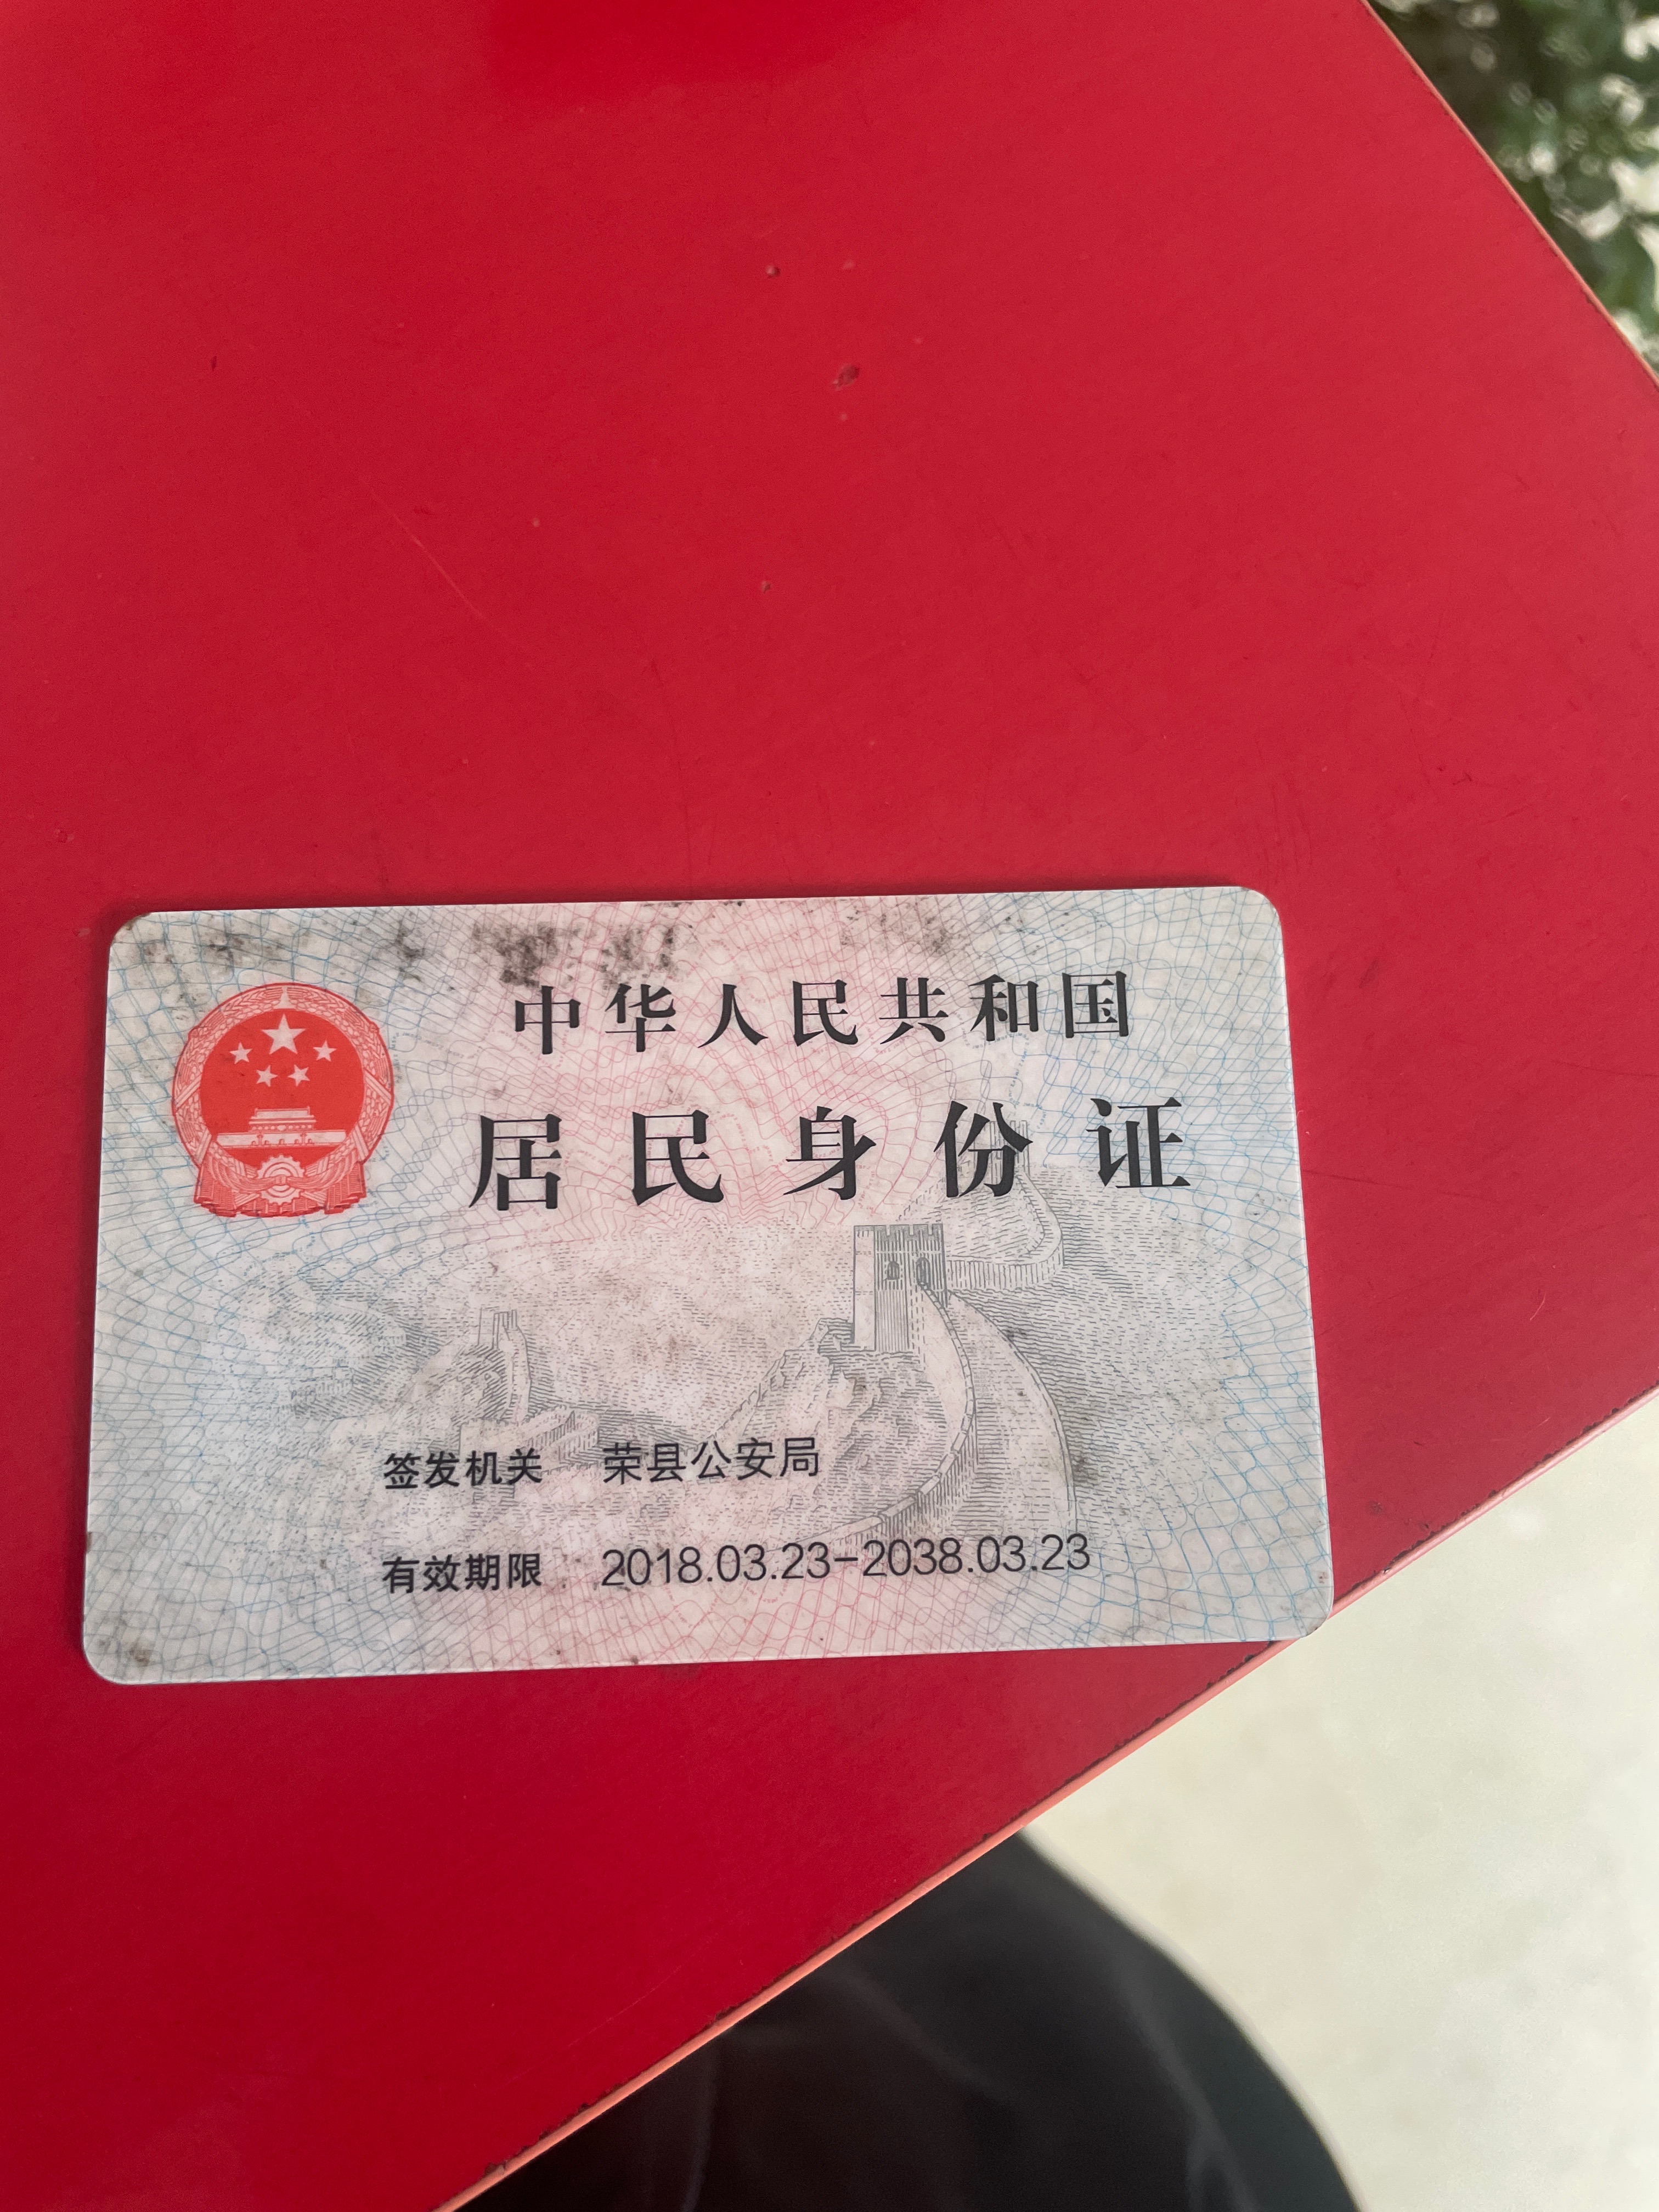 中华人民共和国
居民身份证
签发机关 荣县公安局
有效期限 2018.03.23-2038.03.23